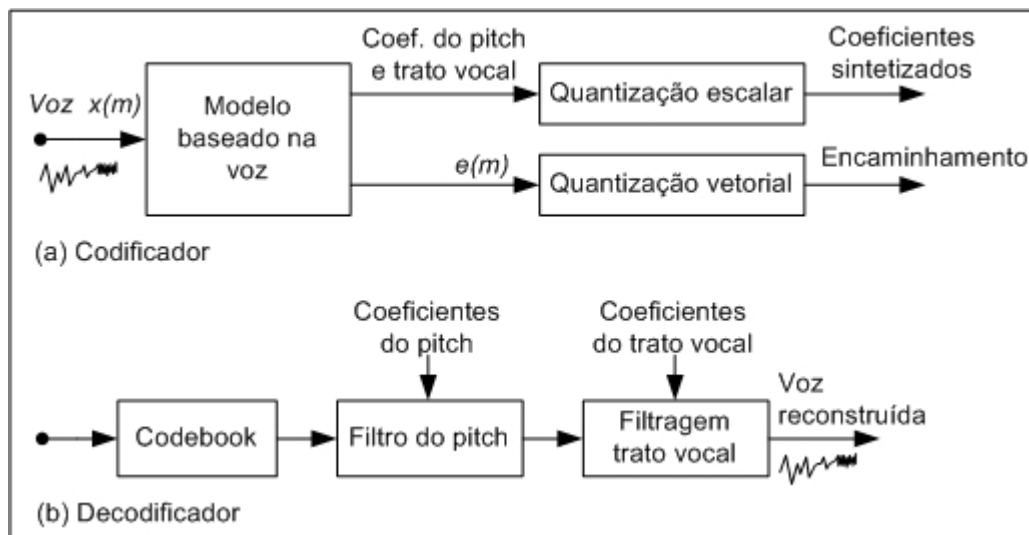 Voz x(m)
Modelo
baseado na
voz
Coef. do pitch
e trato vocal
Quantização escalar
Coeficientes
sintetizados
e(m)
Quantização vetorial
Encaminhamento
(a) Codificador
Codebook
Coeficientes
do pitch
Filtro do pitch
Coeficientes
do trato vocal
Filtragem
trato vocal
Voz
reconstruída
(b) Decodificador